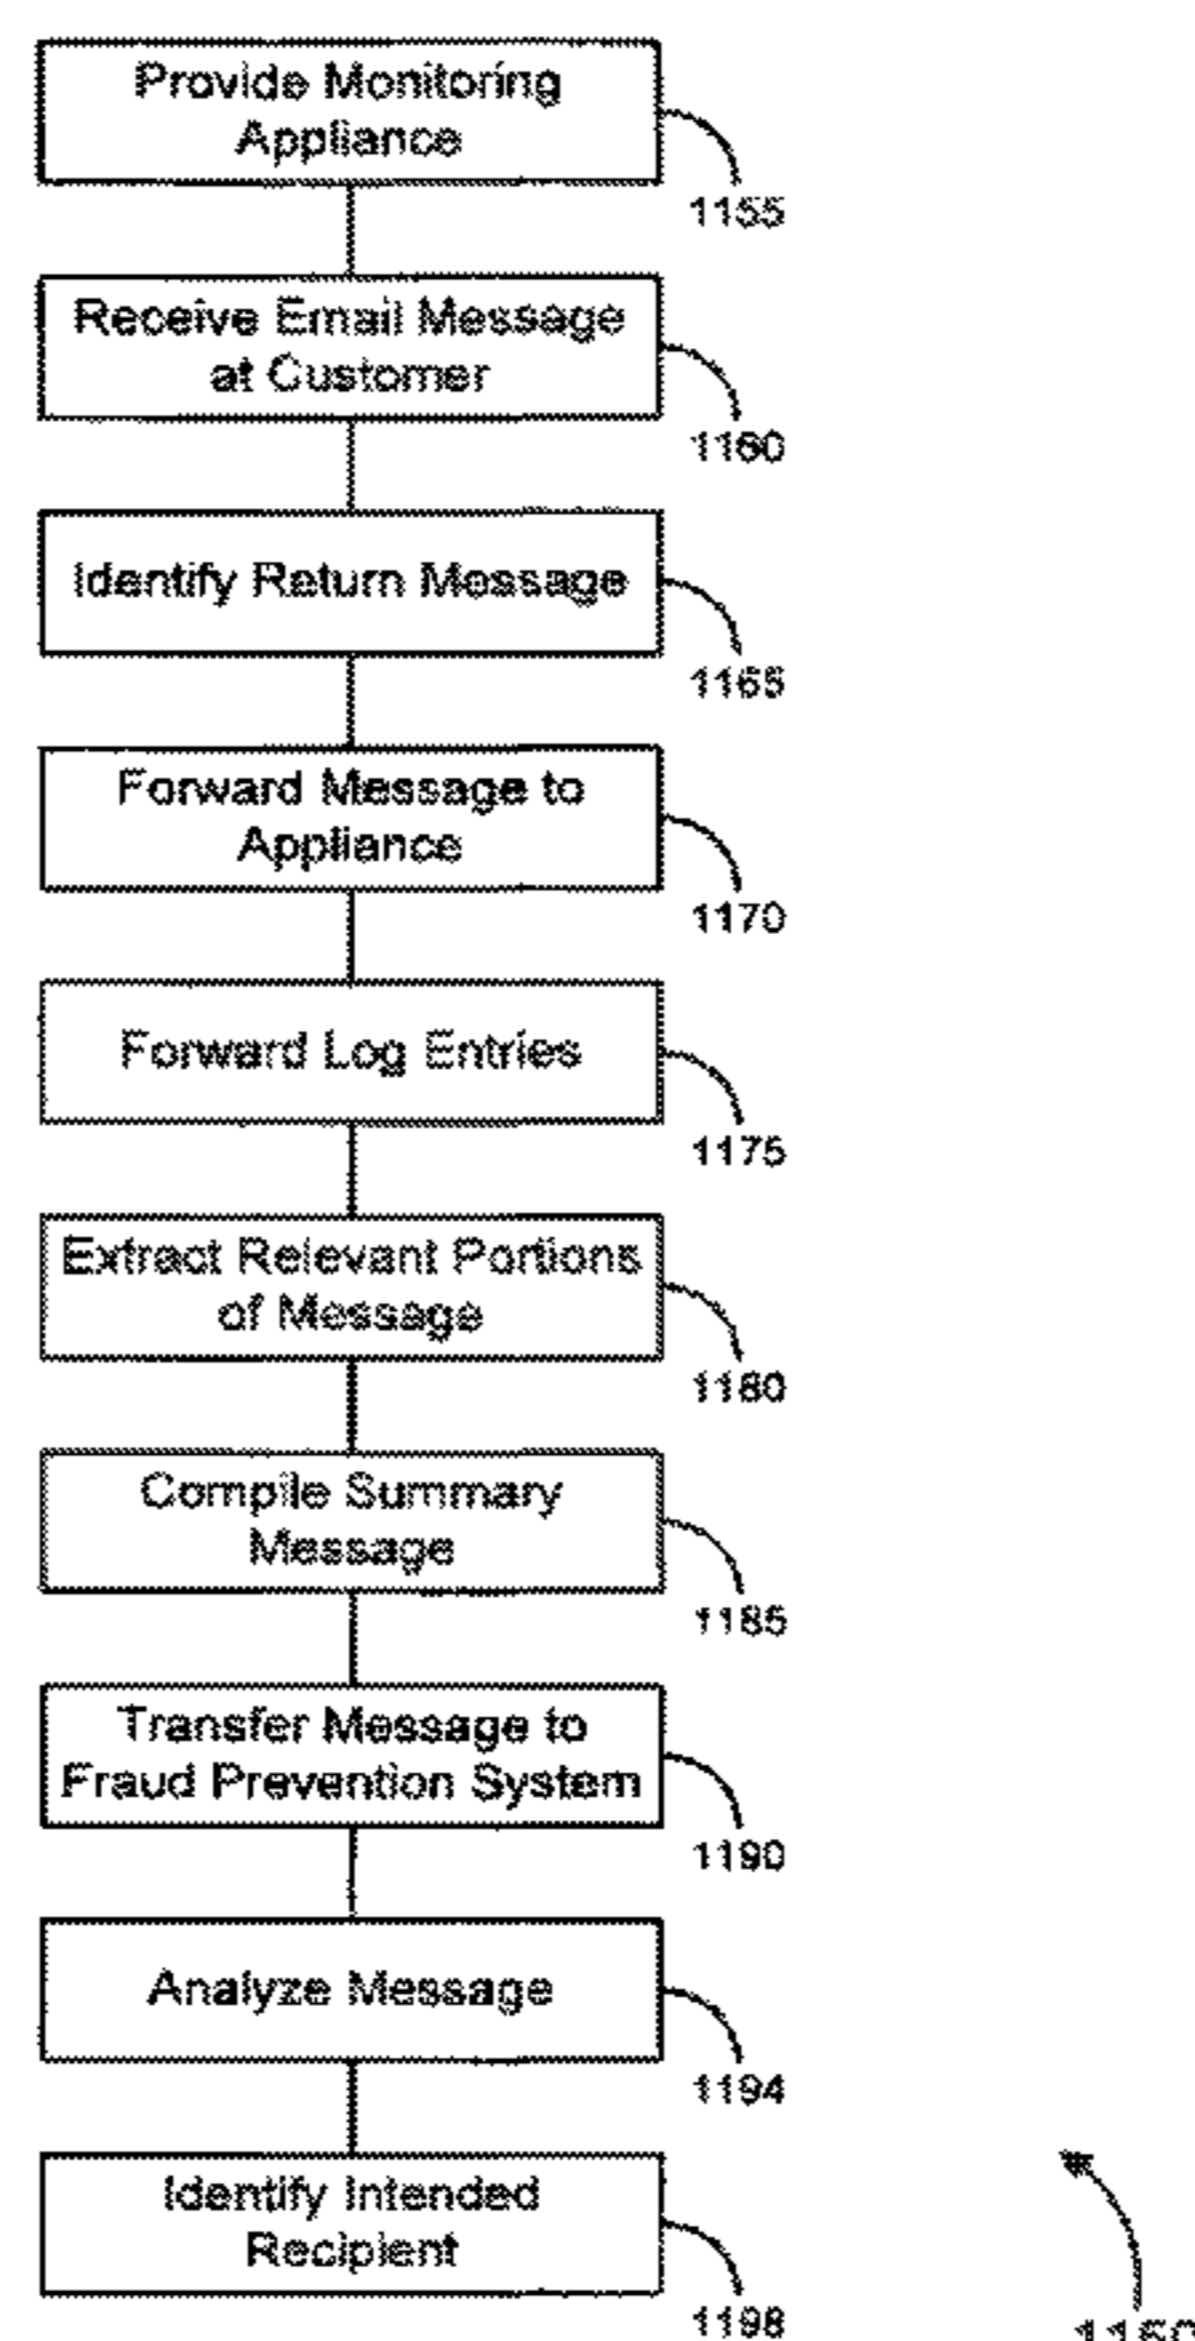 Provide Monitoring
Appliance
1155
Receive Email Message
at Customer
1160
Identify Return Message
1165
Forward Message to
Appliance
1170
Forward Log Entries
1175
Extract Relevant Portions
of Message
1180
Compile Summary
Message
1185
Transfer Message to
Fraud Prevention System
1190
Analyze Message
1194
Identify Intended
Recipient
1198
1150